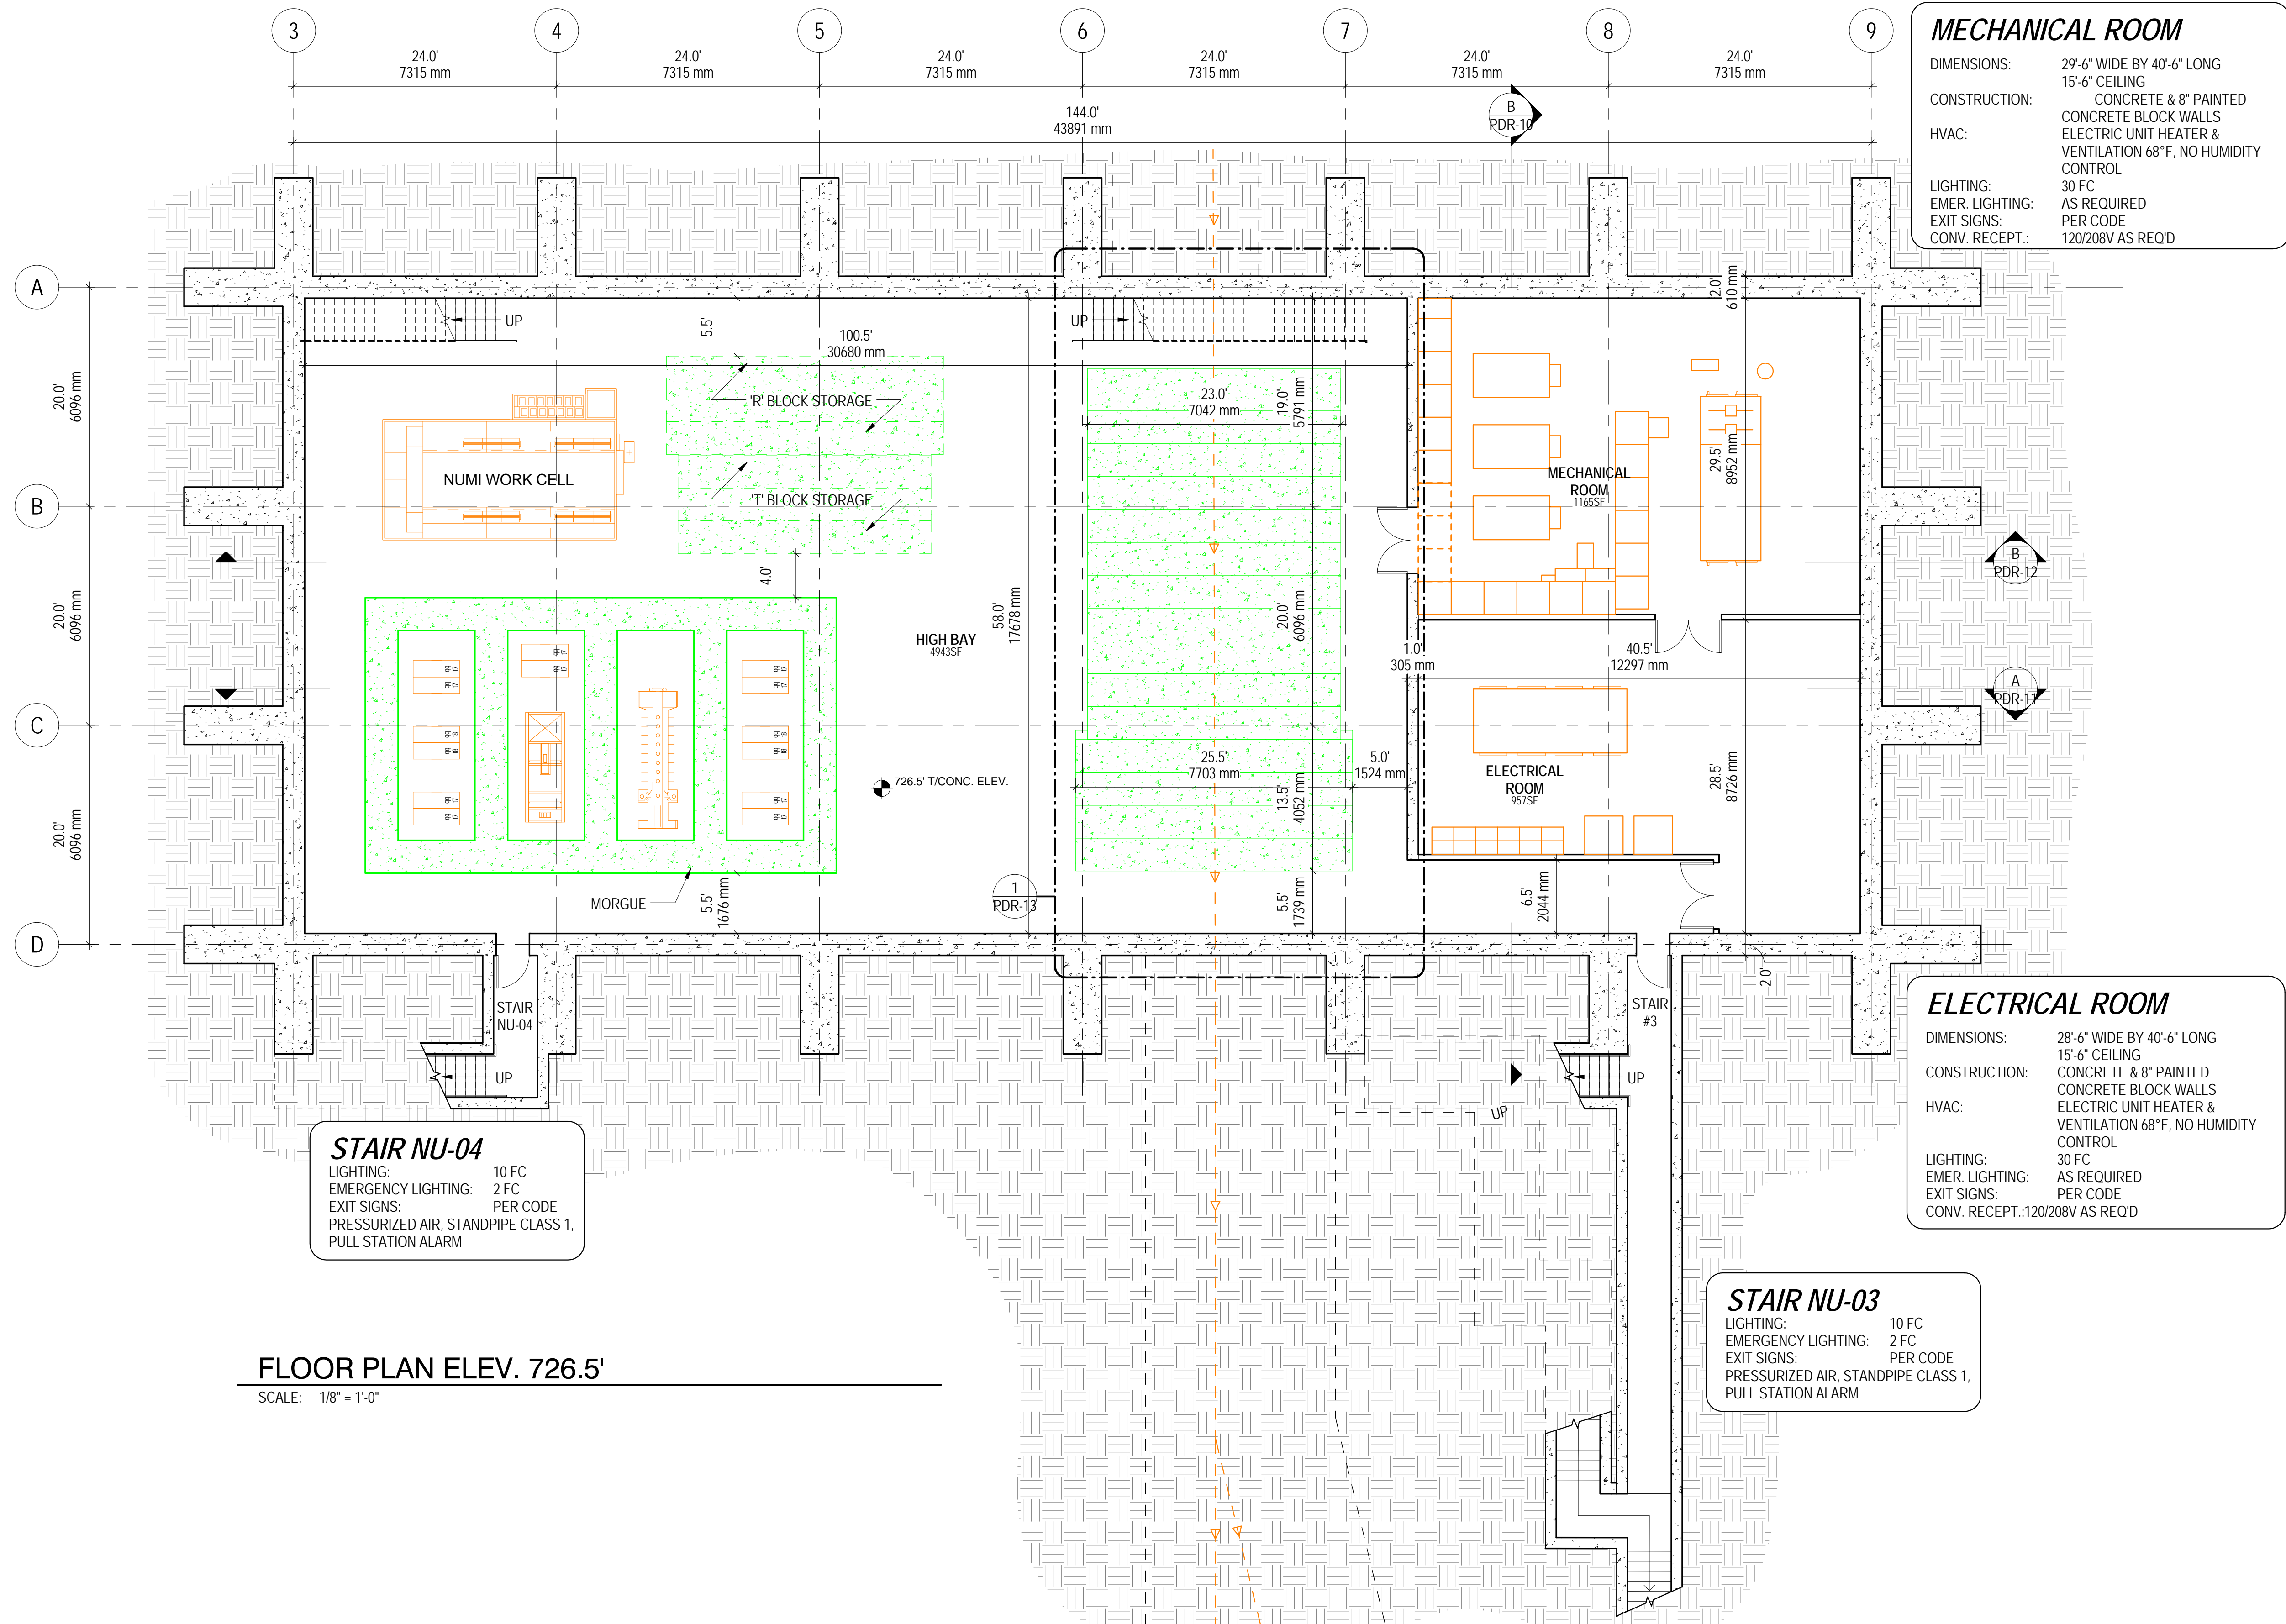 3
4
5
6
7
8
9
24.0'
7315 mm
24.0'
7315 mm
24.0'
7315 mm
24.0'
7315 mm
24.0'
7315 mm
24.0'
7315 mm
144.0'
43891 mm
B
PDR-10
MECHANICAL ROOM
DIMENSIONS: 29'-6" WIDE BY 40'-6" LONG
15'-6" CEILING
CONSTRUCTION: CONCRETE & 8" PAINTED
CONCRETE BLOCK WALLS
HVAC: ELECTRIC UNIT HEATER &
VENTILATION 68°F, NO HUMIDITY
CONTROL
LIGHTING: 30 FC
EMER. LIGHTING: AS REQUIRED
EXIT SIGNS: PER CODE
CONV. RECEPT.: 120/208V AS REQ'D
A
B
C
D
20.0'
6096 mm
20.0'
6096 mm
20.0'
6096 mm
UP
5.5'
100.5'
30680 mm
UP
2.0'
610 mm
'R' BLOCK STORAGE
'T' BLOCK STORAGE
NUMI WORK CELL
23.0'
7042 mm
19.0'
5791 mm
MECHANICAL
ROOM
1165SF
29.5'
8952 mm
4.0'
HIGH BAY
4943SF
58.0'
17678 mm
20.0'
6096 mm
1.0'
305 mm
40.5'
12297 mm
B
PDR-12
A
PDR-11
726.5' T/CONC. ELEV.
25.5'
7703 mm
5.0'
1524 mm
13.5'
4052 mm
ELECTRICAL
ROOM
957SF
28.5'
8726 mm
MORGUE
5.5'
1676 mm
1
PDR-13
5.5'
1739 mm
6.5'
2044 mm
2.0'
STAIR
NU-04
UP
STAIR
#3
UP
UP
ELECTRICAL ROOM
DIMENSIONS: 28'-6" WIDE BY 40'-6" LONG
15'-6" CEILING
CONSTRUCTION: CONCRETE & 8" PAINTED
CONCRETE BLOCK WALLS
HVAC: ELECTRIC UNIT HEATER &
VENTILATION 68°F, NO HUMIDITY
CONTROL
LIGHTING: 30 FC
EMER. LIGHTING: AS REQUIRED
EXIT SIGNS: PER CODE
CONV. RECEPT.:120/208V AS REQ'D
STAIR NU-04
LIGHTING: 10 FC
EMERGENCY LIGHTING: 2 FC
EXIT SIGNS: PER CODE
PRESSURIZED AIR, STANDPIPE CLASS 1,
PULL STATION ALARM
STAIR NU-03
LIGHTING: 10 FC
EMERGENCY LIGHTING: 2 FC
EXIT SIGNS: PER CODE
PRESSURIZED AIR, STANDPIPE CLASS 1,
PULL STATION ALARM
FLOOR PLAN ELEV. 726.5'
SCALE: 1/8" = 1'-0"